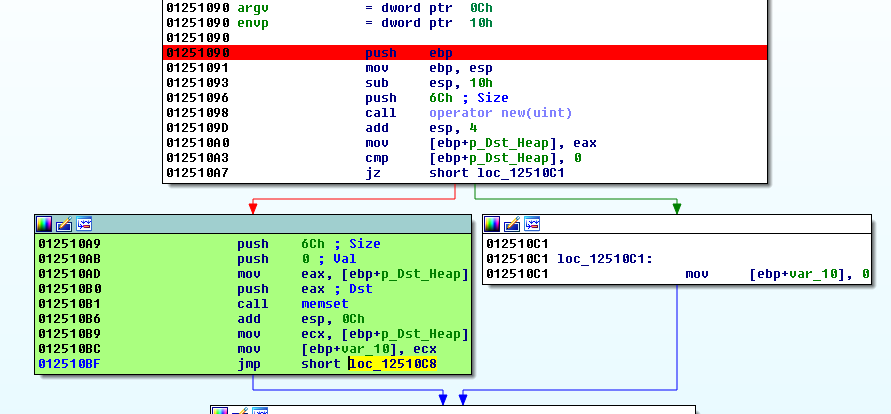 01251090 argv = dword ptr 0Ch
01251090 envp = dword ptr 10h
01251090
01251090 push ebp
01251091 mov ebp, esp
01251093 sub esp, 10h
01251096 push 6Ch ; Size
01251098 call operator new(uint)
0125109D add esp, 4
012510A0 mov [ebp+p_Dst_Heap], eax
012510A3 cmp [ebp+p_Dst_Heap], 0
012510A7 jz short loc_12510C1
012510A9 push 6Ch ; Size
012510AB push 0 ; Val
012510AD mov eax, [ebp+p_Dst_Heap]
012510B0 push eax ; Dst
012510B1 call memset
012510B6 add esp, 0Ch
012510B9 mov ecx, [ebp+p_Dst_Heap]
012510BC mov [ebp+var_10], ecx
012510BF jmp short loc_12510C8
012510C1
012510C1 loc_12510C1:
012510C1 mov [ebp+var_10], 0